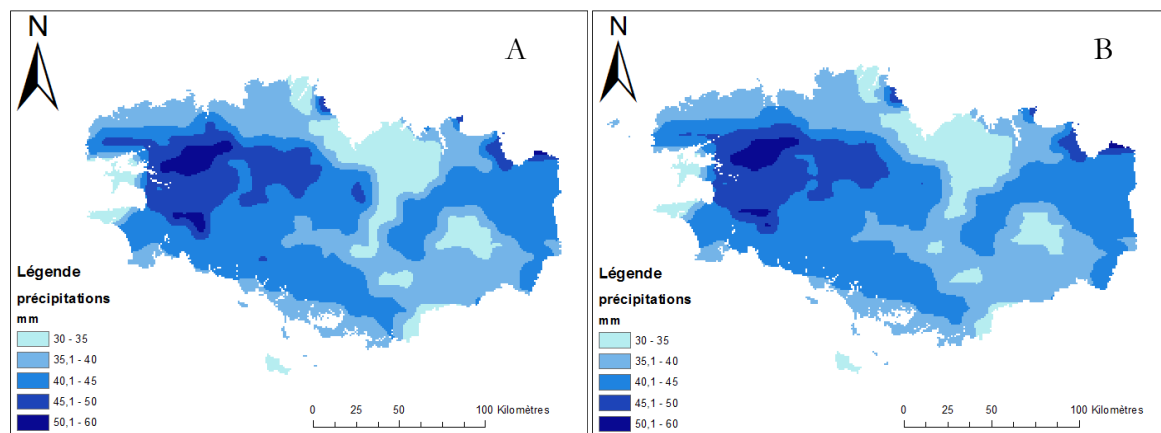 N
A
Légende
précipitations
mm
30 - 35
35,1 - 40
40,1 - 45
45,1 - 50
50,1 - 60
0 25 50 100 Kilomètres
N
B
Légende
précipitations
mm
30 - 35
35,1 - 40
40,1 - 45
45,1 - 50
50,1 - 60
0 25 50 100 Kilomètres